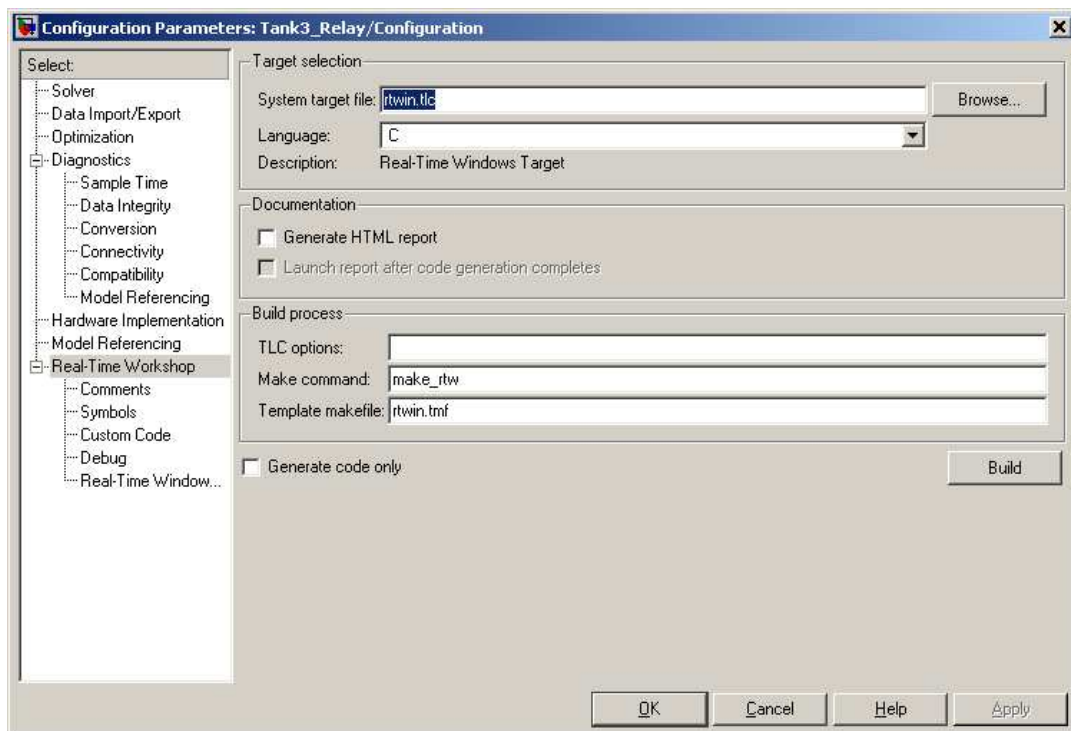 Configuration Parameters: Tank3_Relay/Configuration
Select:
Solver
Data Import/Export
Optimization
Diagnostics
Sample Time
Data Integrity
Conversion
Connectivity
Compatibility
Model Referencing
Hardware Implementation
Model Referencing
Real-Time Workshop
Comments
Symbols
Custom Code
Debug
Real-Time Window...
Target selection
System target file: rtwin.tlc
Browse...
Language: C
Description: Real-Time Windows Target
Documentation
Generate HTML report
Launch report after code generation completes
Build process
TLC options:
Make command: make_rtw
Template makefile: rtwin.tmf
Generate code only
Build
OK
Cancel
Help
Apply